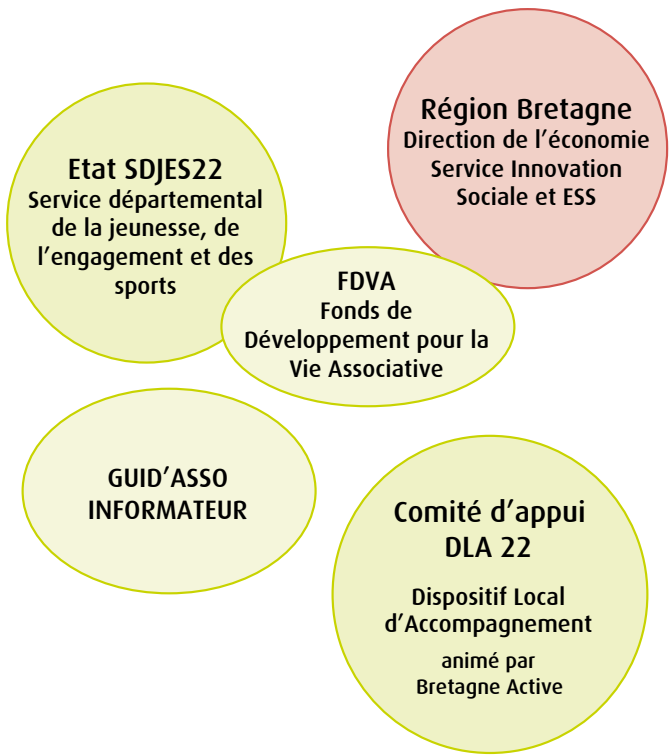 Région Bretagne
Direction de l’économie
Service Innovation
Sociale et ESS
Etat SDJES22
Service départemental
de la jeunesse, de
l’engagement et des
sports
FDVA
Fonds de
Développement pour la
Vie Associative
GUID’ASSO
INFORMATEUR
Comité d’appui
DLA 22
Dispositif Local
d’Accompagnement
animé par
Bretagne Active